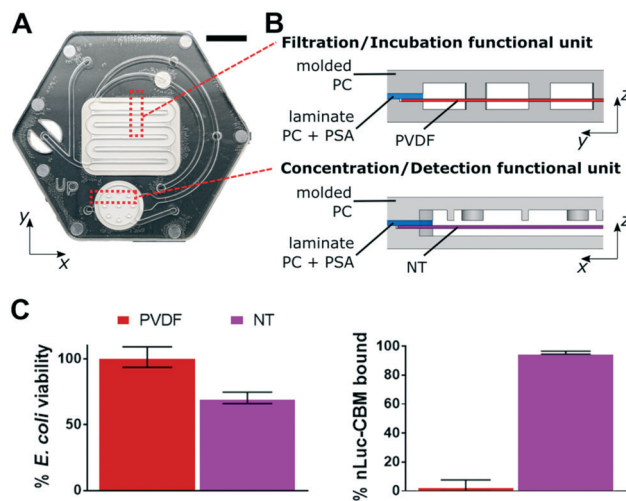 A
B
Filtration/Incubation functional unit
molded
PC
laminate
PC + PSA
PVDF
y
z
Up
y
x
Concentration/Detection functional unit
molded
PC
laminate
PC + PSA
NT
x
z
C
PVDF
NT
% E. coli viability
100
50
0
% nLuc-CBM bound
100
80
60
40
20
0